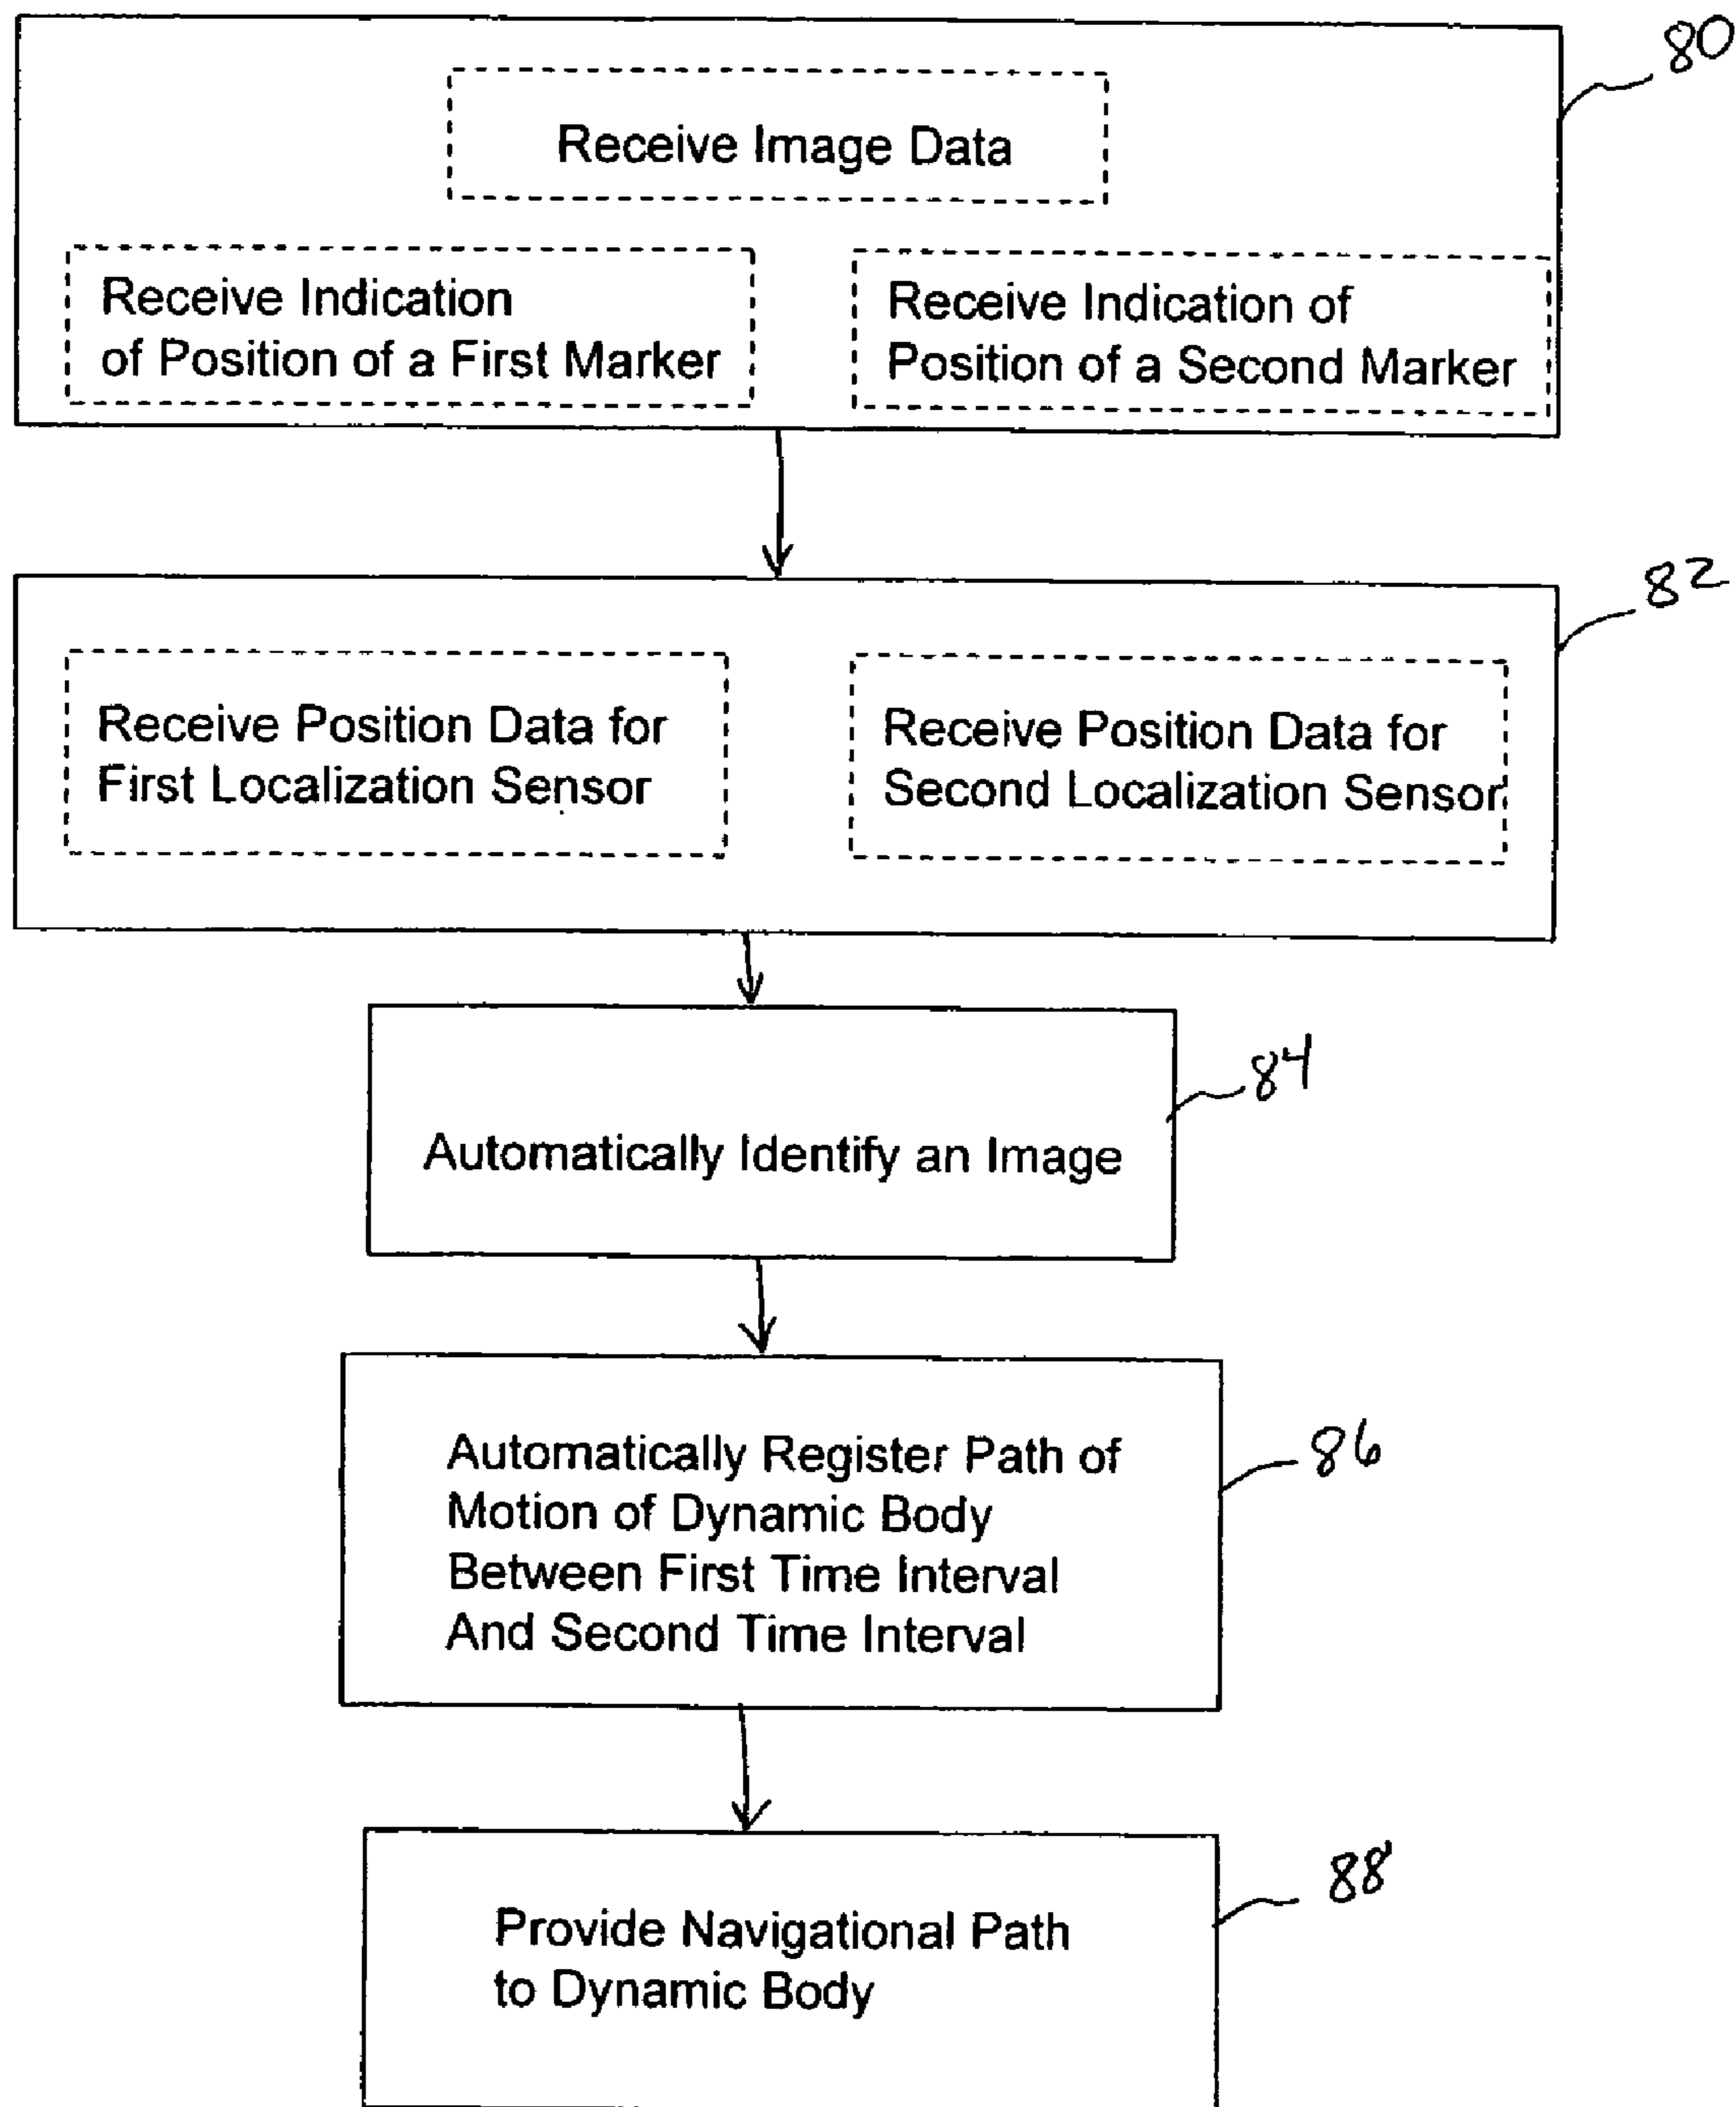 80
Receive Image Data
Receive Indication
of Position of a First Marker
Receive Indication of
Position of a Second Marker
82
Receive Position Data for
First Localization Sensor
Receive Position Data for
Second Localization Sensor
84
Automatically Identify an Image
86
Automatically Register Path of
Motion of Dynamic Body
Between First Time Interval
And Second Time Interval
88
Provide Navigational Path
to Dynamic Body